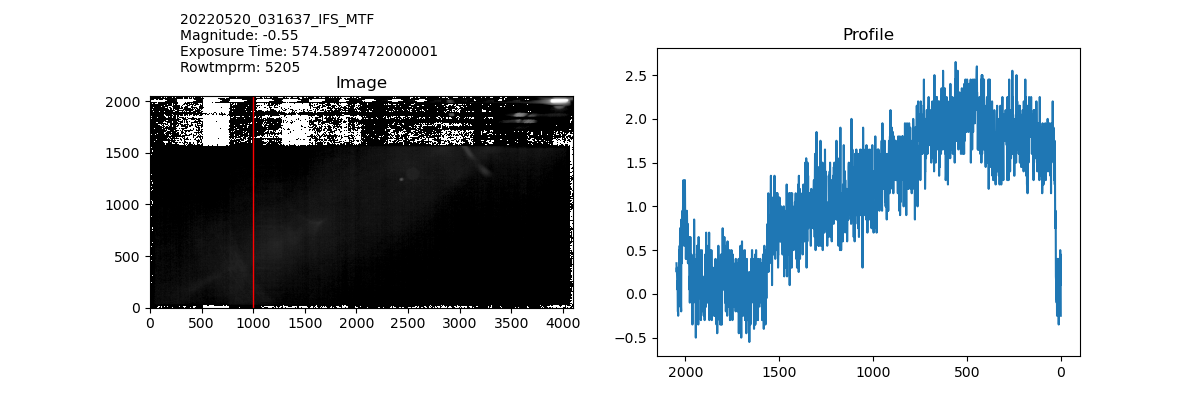 20220520_031637_IFS_MTF
Magnitude: -0.55
Exposure Time: 574.5897472000001
Rowtmprm: 5205
Image
2000
1500
1000
500
0
0 500 1000 1500 2000 2500 3000 3500 4000
Profile
2.5
2.0
1.5
1.0
0.5
0.0
−0.5
2000 1500 1000 500 0